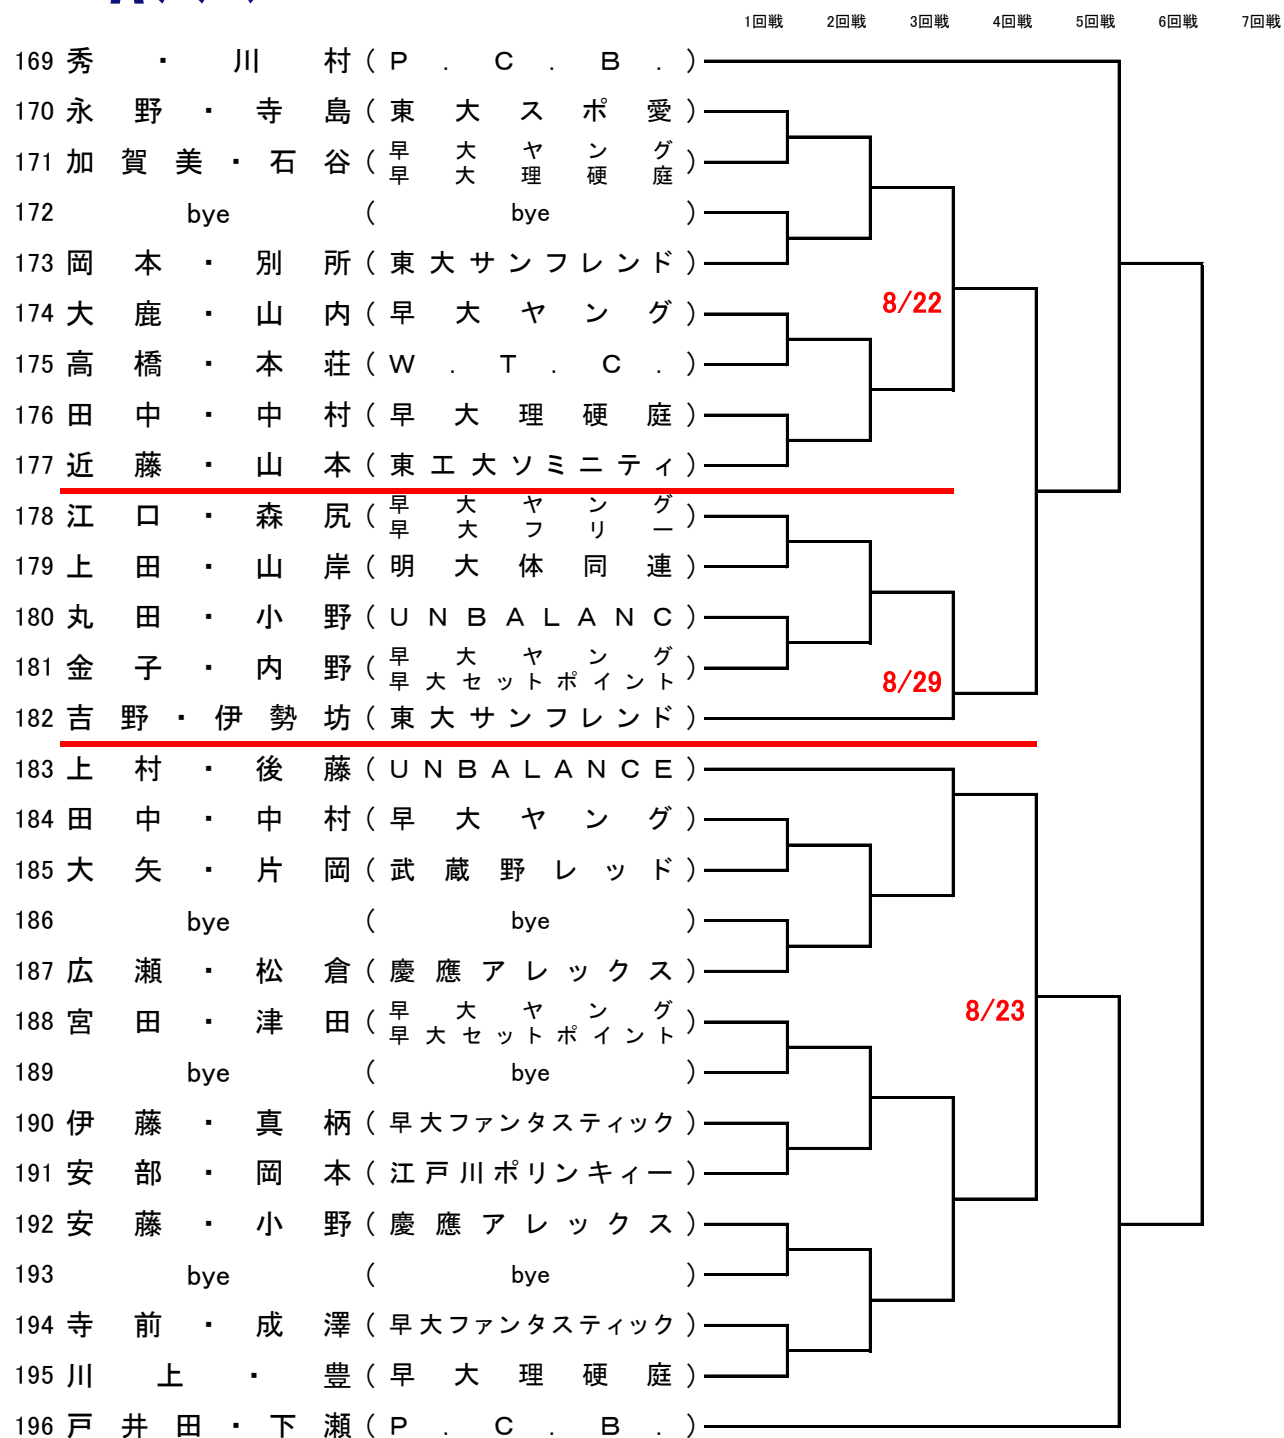 1回戦 2回戦 3回戦 4回戦 5回戦 6回戦 7回戦
169 秀・川村 (P.C.B.)
170 永野・寺島 (東大スポ愛)
171 加賀美・石谷 (早大ヤング
早大理硬庭)
172 bye (bye)
173 岡本・別所 (東大サンフレンド)
8/22
174 大鹿・山内 (早大ヤング)
175 高橋・本荘 (W.T.C.)
176 田中・中村 (早大理硬庭)
177 近藤・山本 (東工大ソミニティ)
178 江口・森尻 (早大ヤング
早大フリー)
179 上田・山岸 (明大体同連)
180 丸田・小野 (UNBALANC)
181 金子・内野 (早大ヤング
早大セットポイント)
8/29
182 吉野・伊勢坊 (東大サンフレンド)
183 上村・後藤 (UNBALANCE)
184 田中・中村 (早大ヤング)
185 大矢・片岡 (武蔵野レッド)
186 bye (bye)
187 広瀬・松倉 (慶應アレックス)
8/23
188 宮田・津田 (早大ヤング
早大セットポイント)
189 bye (bye)
190 伊藤・真柄 (早大ファンタスティック)
191 安部・岡本 (江戸川ポリンキィー)
192 安藤・小野 (慶應アレックス)
193 bye (bye)
194 寺前・成澤 (早大ファンタスティック)
195 川上・豊 (早大理硬庭)
196 戸井田・下瀬 (P.C.B.)